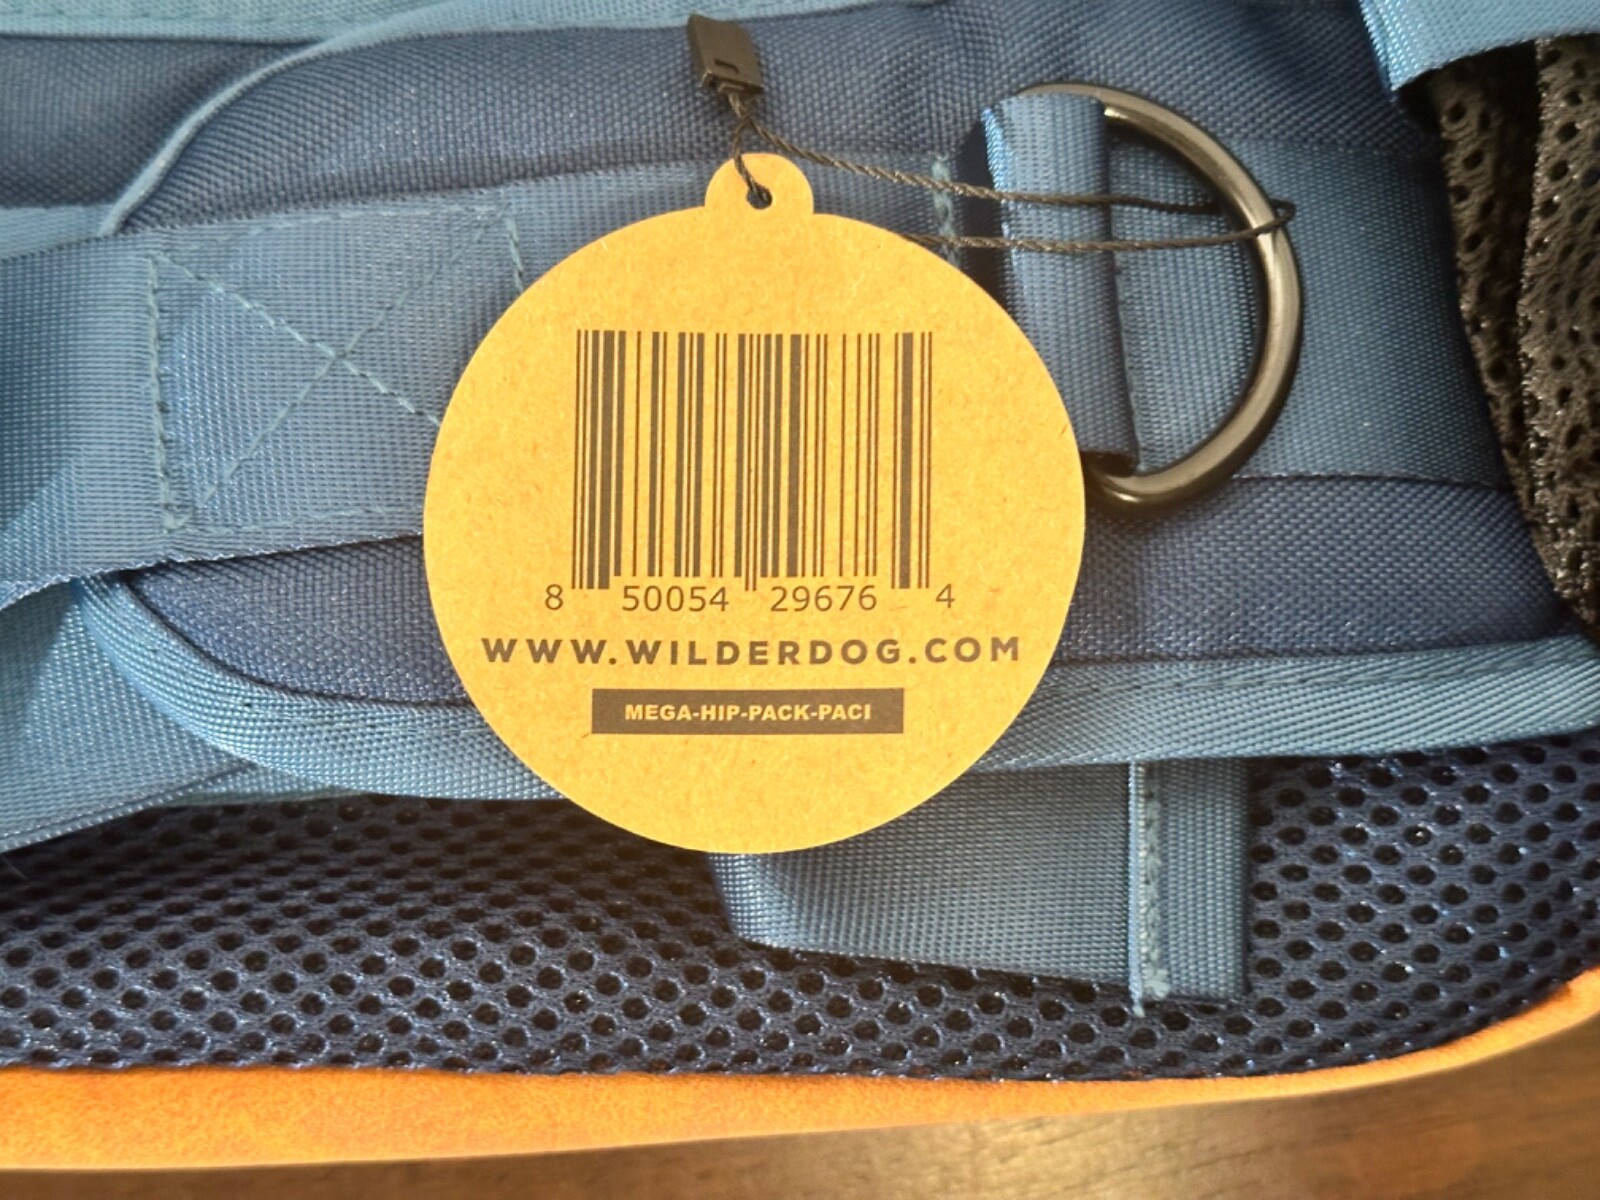 8 50054 29676 4
WWW.WILDERDOG.COM
MEGA-HIP-PACK-PACI